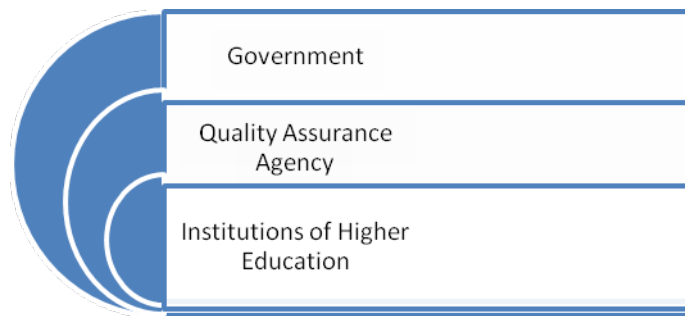 Government
Quality Assurance
Agency
Institutions of Higher
Education